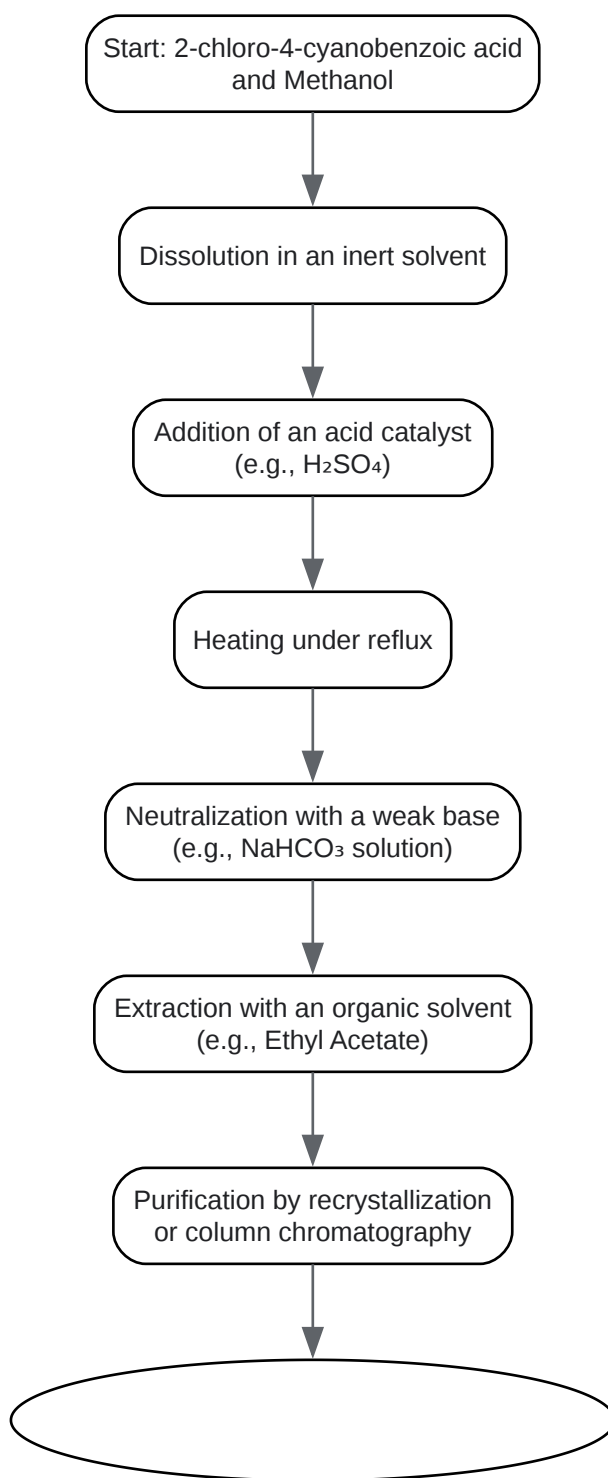 Start: 2-chloro-4-cyanobenzoic acid
and Methanol
Dissolution in an inert solvent
Addition of an acid catalyst
(e.g., H₂SO₄)
Heating under reflux
Neutralization with a weak base
(e.g., NaHCO₃ solution)
Extraction with an organic solvent
(e.g., Ethyl Acetate)
Purification by recrystallization
or column chromatography